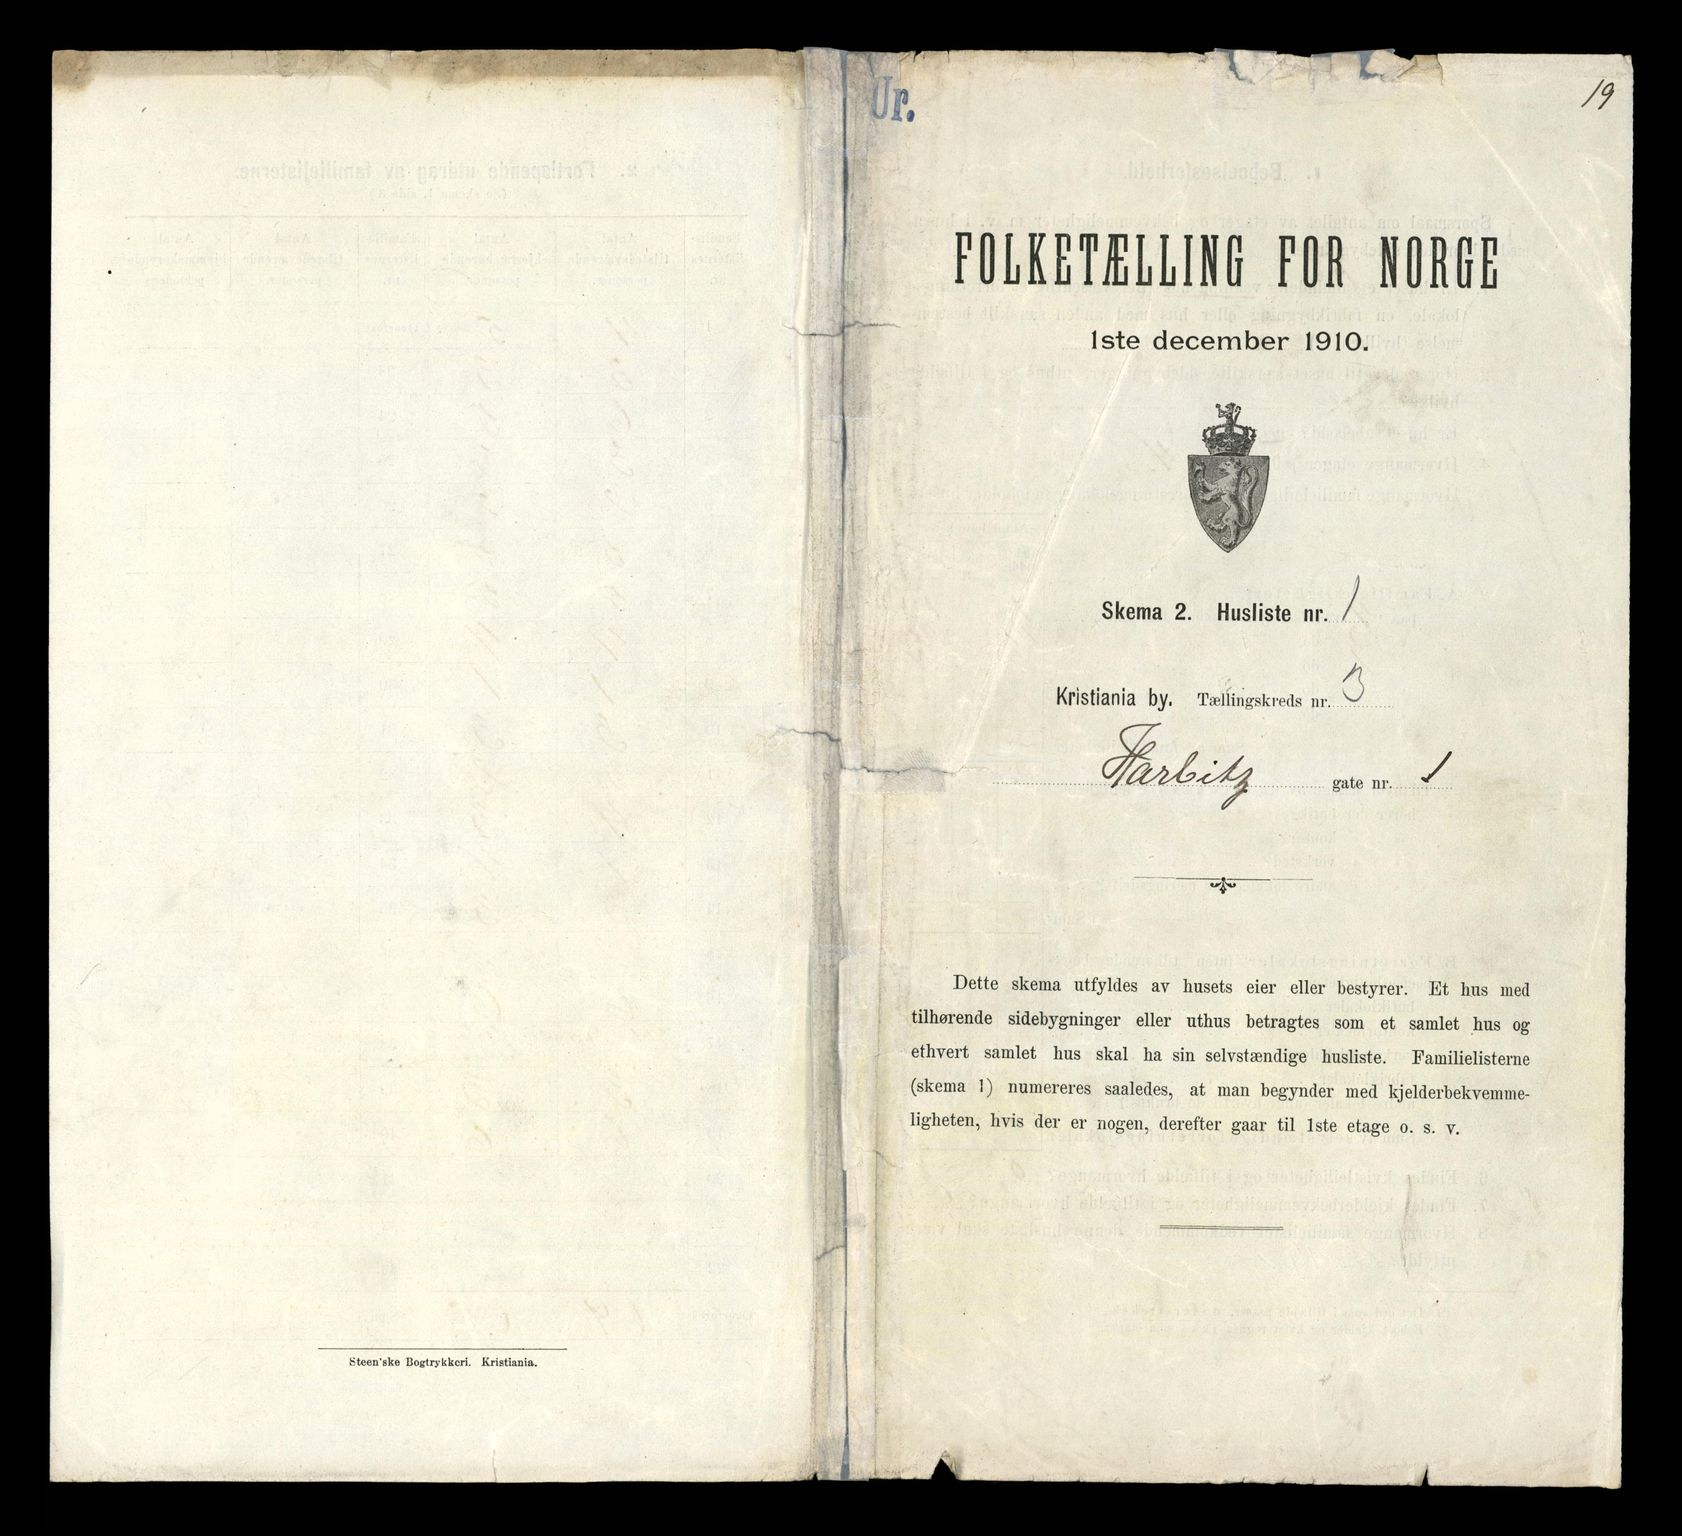 Steen'ske Bogtrykkeri. Kristiania.
Ur.
19
FOLKETÆLLING FOR NORGE
1ste december 1910.
Skema 2. Husliste nr. 1
Kristiania by. Tællingskreds nr. 3
Harbitz gate nr. 1
Dette skema utfyldes av husets eier eller bestyrer. Et hus med
tilhørende sidebygninger eller uthus betragtes som et samlet hus og
ethvert samlet hus skal ha sin selvstændige husliste. Familielisterne
(skema 1) numereres saaledes, at man begynder med kjelderbekvemme-
ligheten, hvis der er nogen, derefter gaar til 1ste etage o. s. v.